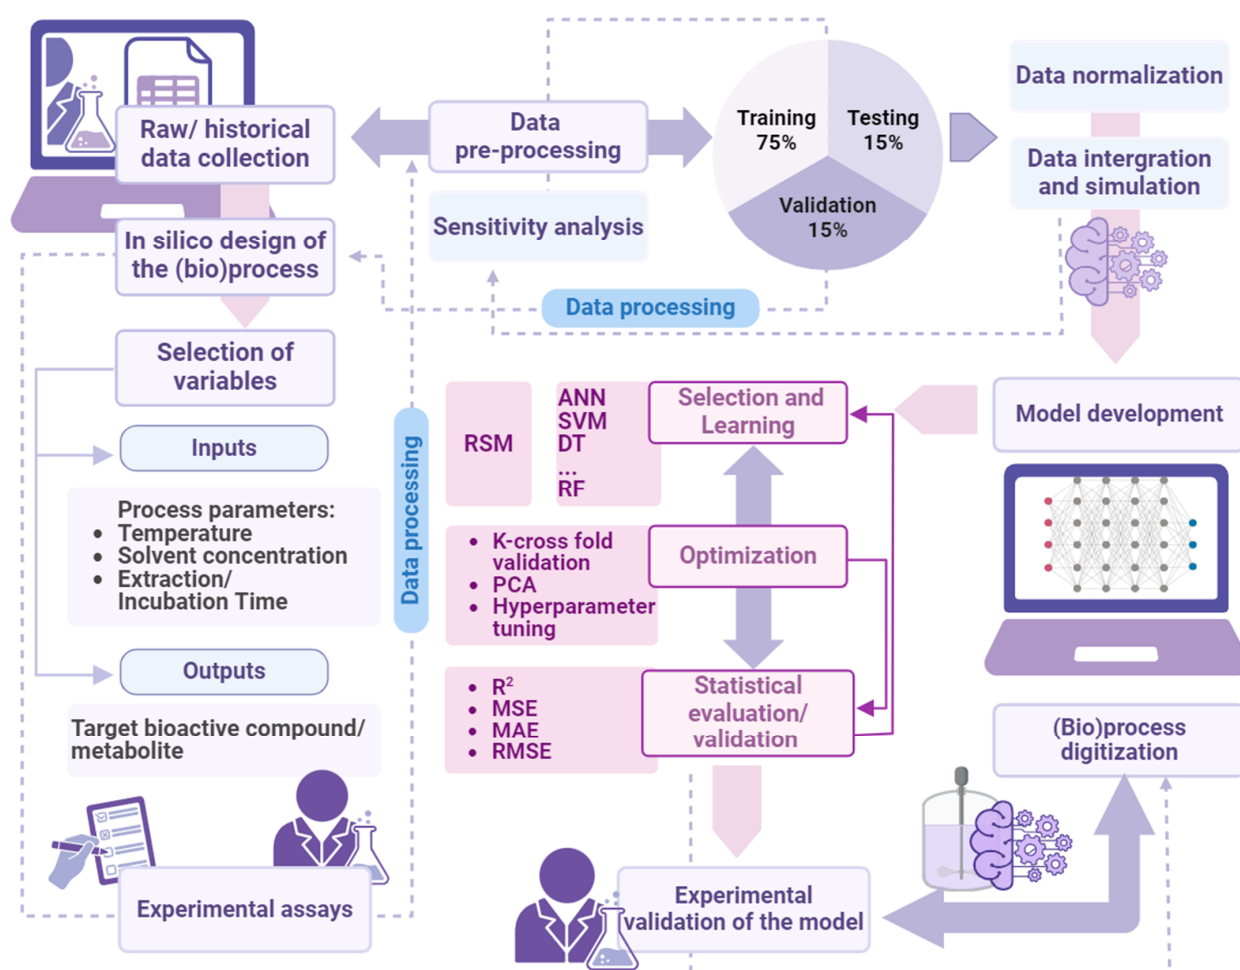 Raw/ historical
data collection
In silico design of
the (bio)process
Selection of
variables
Inputs
Process parameters:
• Temperature
• Solvent concentration
• Extraction/
Incubation Time
Outputs
Target bioactive compound/
metabolite
Experimental assays
Data processing
Data
pre-processing
Sensitivity analysis
Training
75%
Testing
15%
Validation
15%
Data processing
Data normalization
Data intergration
and simulation
Model development
Selection and
Learning
RSM
ANN
SVM
DT
...
RF
Optimization
• K-cross fold
validation
• PCA
• Hyperparameter
tuning
Statistical
evaluation/
validation
• R²
• MSE
• MAE
• RMSE
Experimental
validation of the model
(Bio)process
digitization